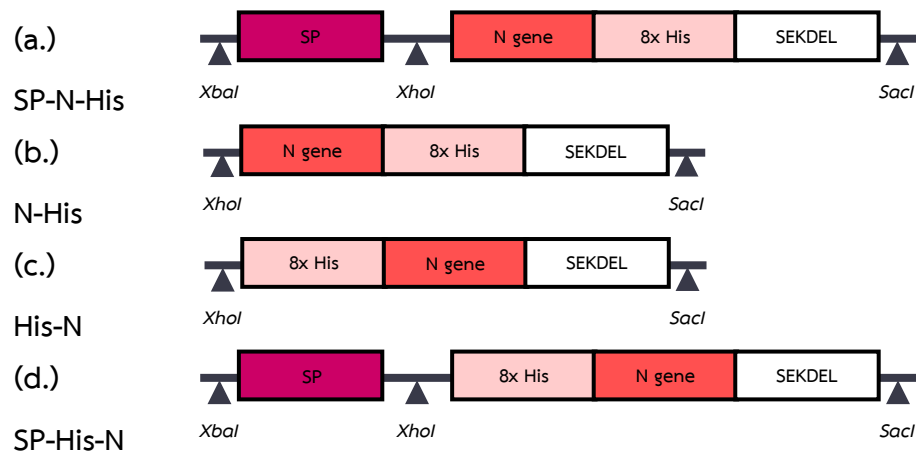 (a.)
SP N gene 8x His SEKDEL
XbaI XhoI SacI
SP-N-His
(b.)
N gene 8x His SEKDEL
XhoI SacI
N-His
(c.)
8x His N gene SEKDEL
XhoI SacI
His-N
(d.)
SP 8x His N gene SEKDEL
XbaI XhoI SacI
SP-His-N